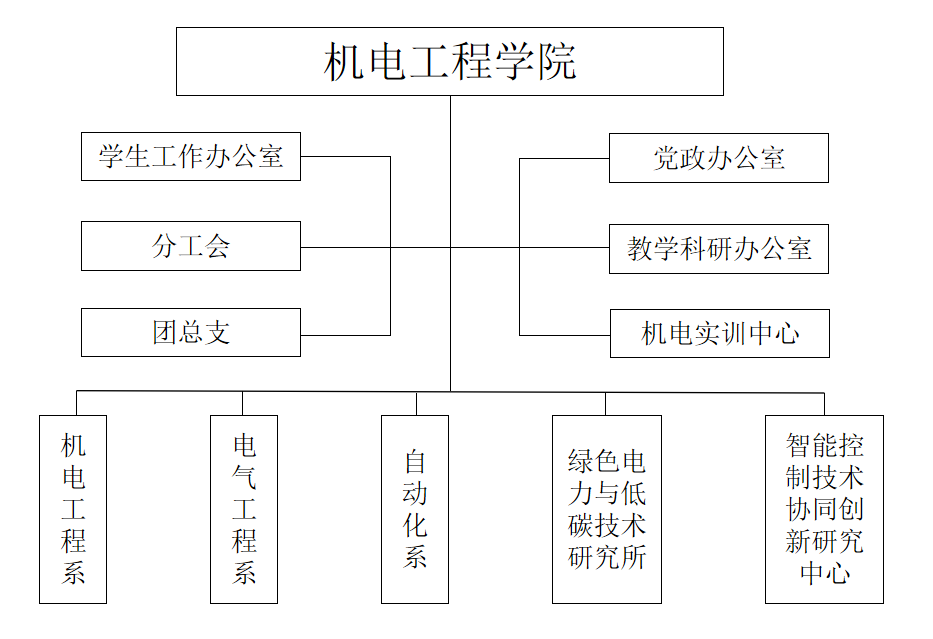 机电工程学院
学生工作办公室
党政办公室
分工会
教学科研办公室
团总支
机电实训中心
机电工程系
电气工程系
自动化系
绿色电
力与低
碳技术
研究所
智能控
制技术
协同创
新研究
中心